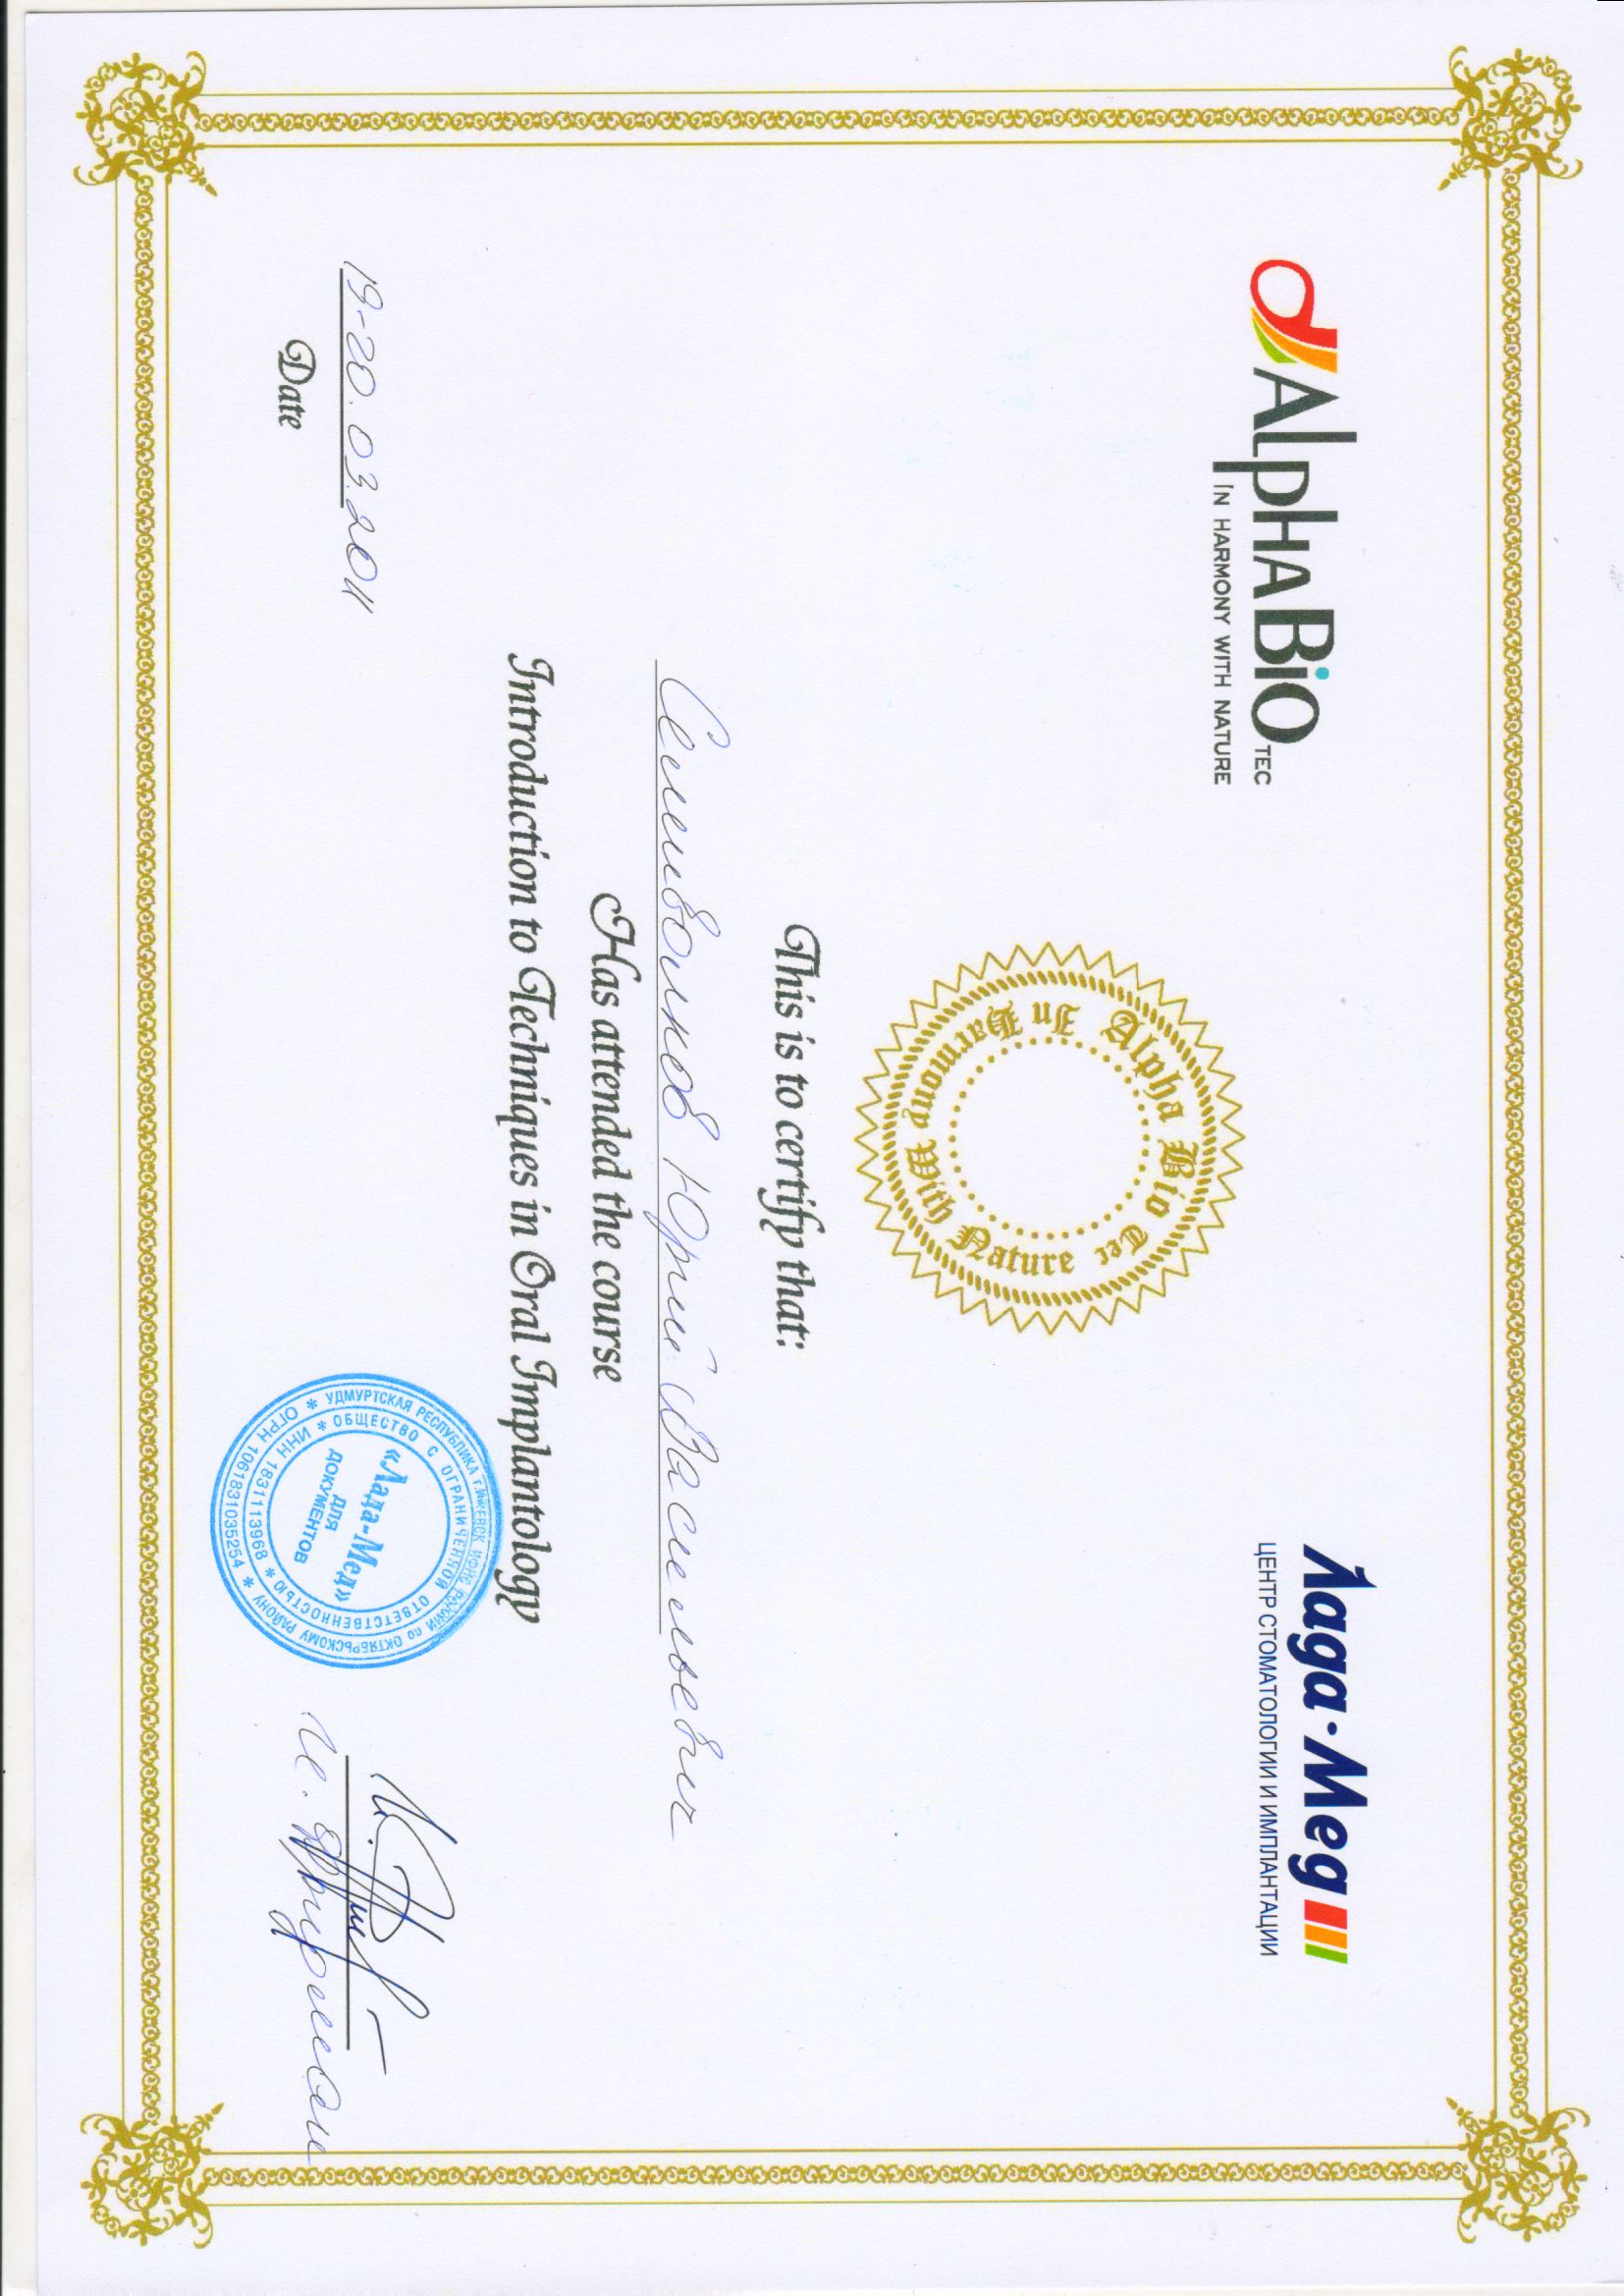 ALPHABIO TEC
IN HARMONY WITH NATURE
Лада·Мед
ЦЕНТР СТОМАТОЛОГИИ И ИМПЛАНТАЦИИ
Alpha Bio Tec
In Harmony With Nature
This is to certify that:
Юрий Васильевич
Has attended the course
Introduction to Techniques in Oral Implantology
19-20.03.2011
Date
УДМУРТСКАЯ РЕСПУБЛИКА г.ИЖЕВСК ИФНС РОССИИ по ОКТЯБРЬСКОМУ РАЙОНУ * ОГРН 1061831035254 *
ОБЩЕСТВО С ОГРАНИЧЕННОЙ ОТВЕТСТВЕННОСТЬЮ * ИНН 1831113968 *
«Лада-Мед»
ДЛЯ
ДОКУМЕНТОВ